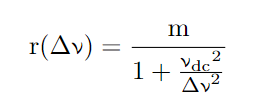 r(Δν) = m / (1 + ν_dc² / Δν²)